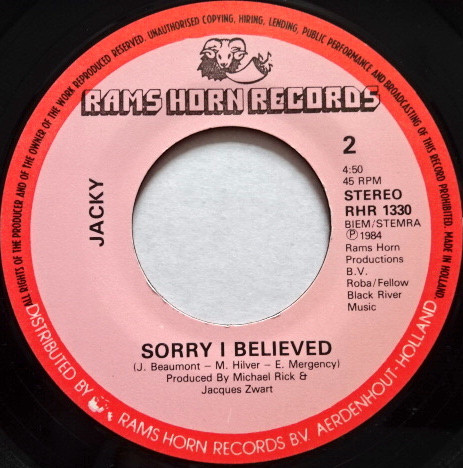 ALL RIGHTS OF THE PRODUCER AND OF THE OWNER OF THE WORK REPRODUCED RESERVED. UNAUTHORISED COPYING, HIRING, LENDING, PUBLIC PERFORMANCE AND BROADCASTING OF THIS RECORD PROHIBITED. MADE IN HOLLAND
RAMS HORN RECORDS
JACKY
2
4:50
45 RPM
STEREO
RHR 1330
BIEM/STEMRA
℗ 1984
Rams Horn
Productions
B.V.
Roba/Fellow
Black River
Music
SORRY I BELIEVED
(J. Beaumont – M. Hilver – E. Mergency)
Produced By Michael Rick &
Jacques Zwart
DISTRIBUTED BY RAMS HORN RECORDS B.V. AERDENHOUT - HOLLAND